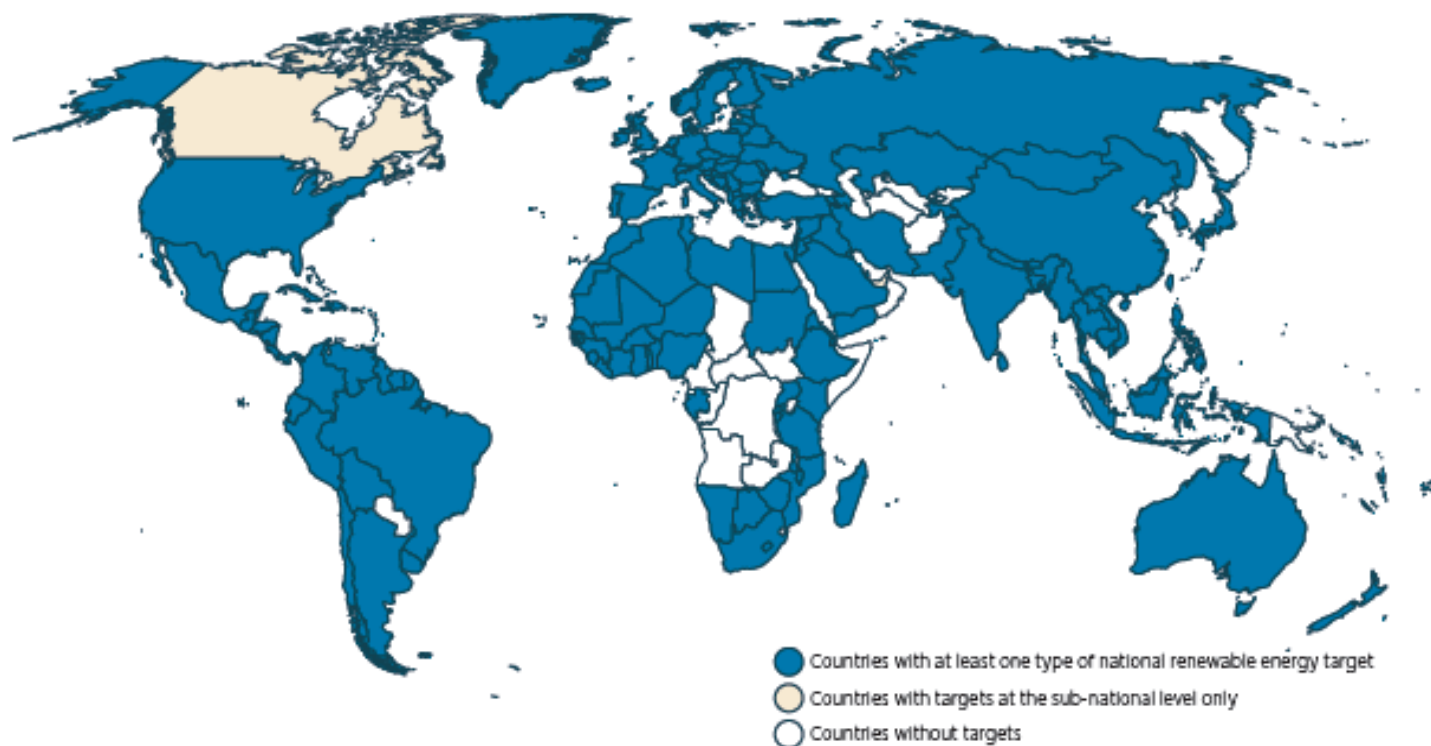 Countries with at least one type of national renewable energy target
Countries with targets at the sub-national level only
Countries without targets